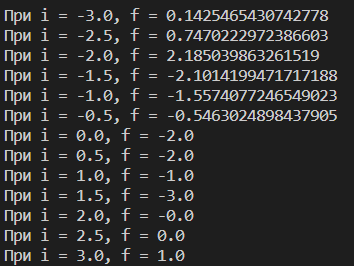 При i = -3.0, f = 0.1425465430742778
При i = -2.5, f = 0.7470222972386603
При i = -2.0, f = 2.185039863261519
При i = -1.5, f = -2.1014199471717188
При i = -1.0, f = -1.5574077246549023
При i = -0.5, f = -0.5463024898437905
При i = 0.0, f = -2.0
При i = 0.5, f = -2.0
При i = 1.0, f = -1.0
При i = 1.5, f = -3.0
При i = 2.0, f = -0.0
При i = 2.5, f = 0.0
При i = 3.0, f = 1.0